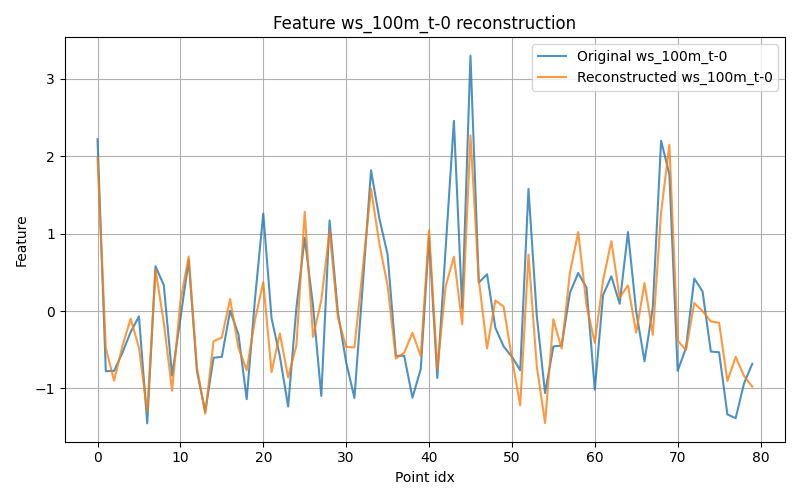 Feature ws_100m_t-0 reconstruction
Original ws_100m_t-0
Reconstructed ws_100m_t-0
Feature
3
2
1
0
−1
0 10 20 30 40 50 60 70 80
Point idx